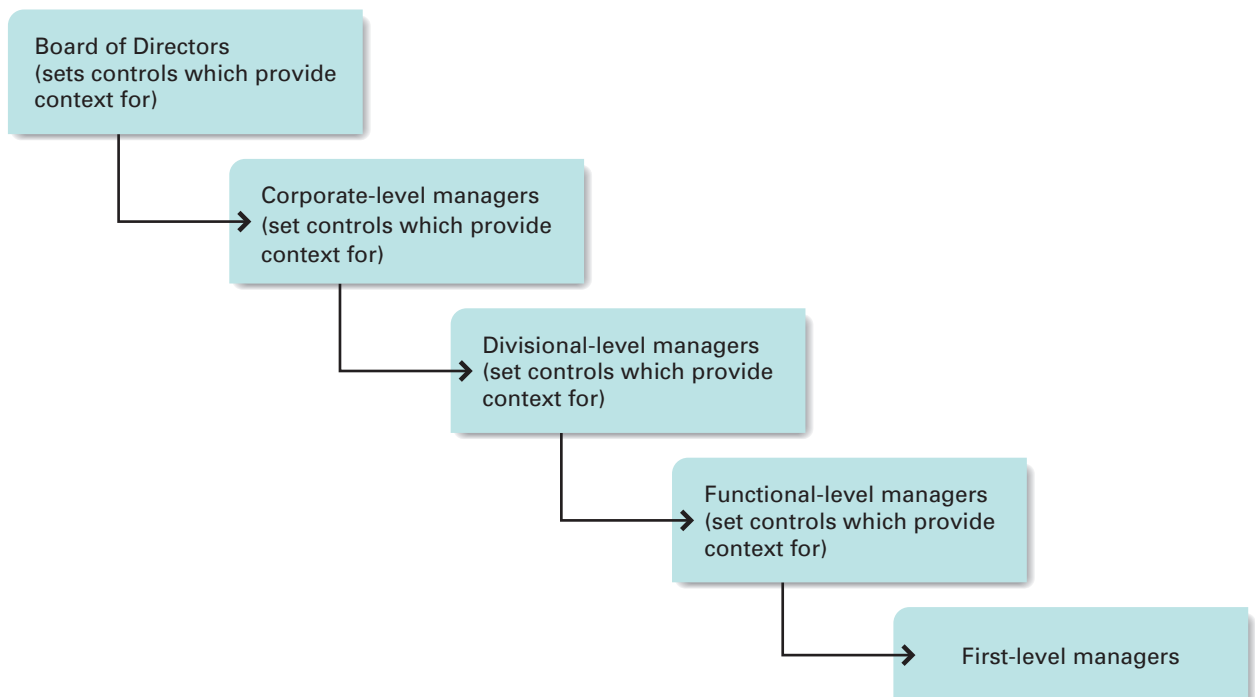 Board of Directors
(sets controls which provide
context for)
Corporate-level managers
(set controls which provide
context for)
Divisional-level managers
(set controls which provide
context for)
Functional-level managers
(set controls which provide
context for)
First-level managers